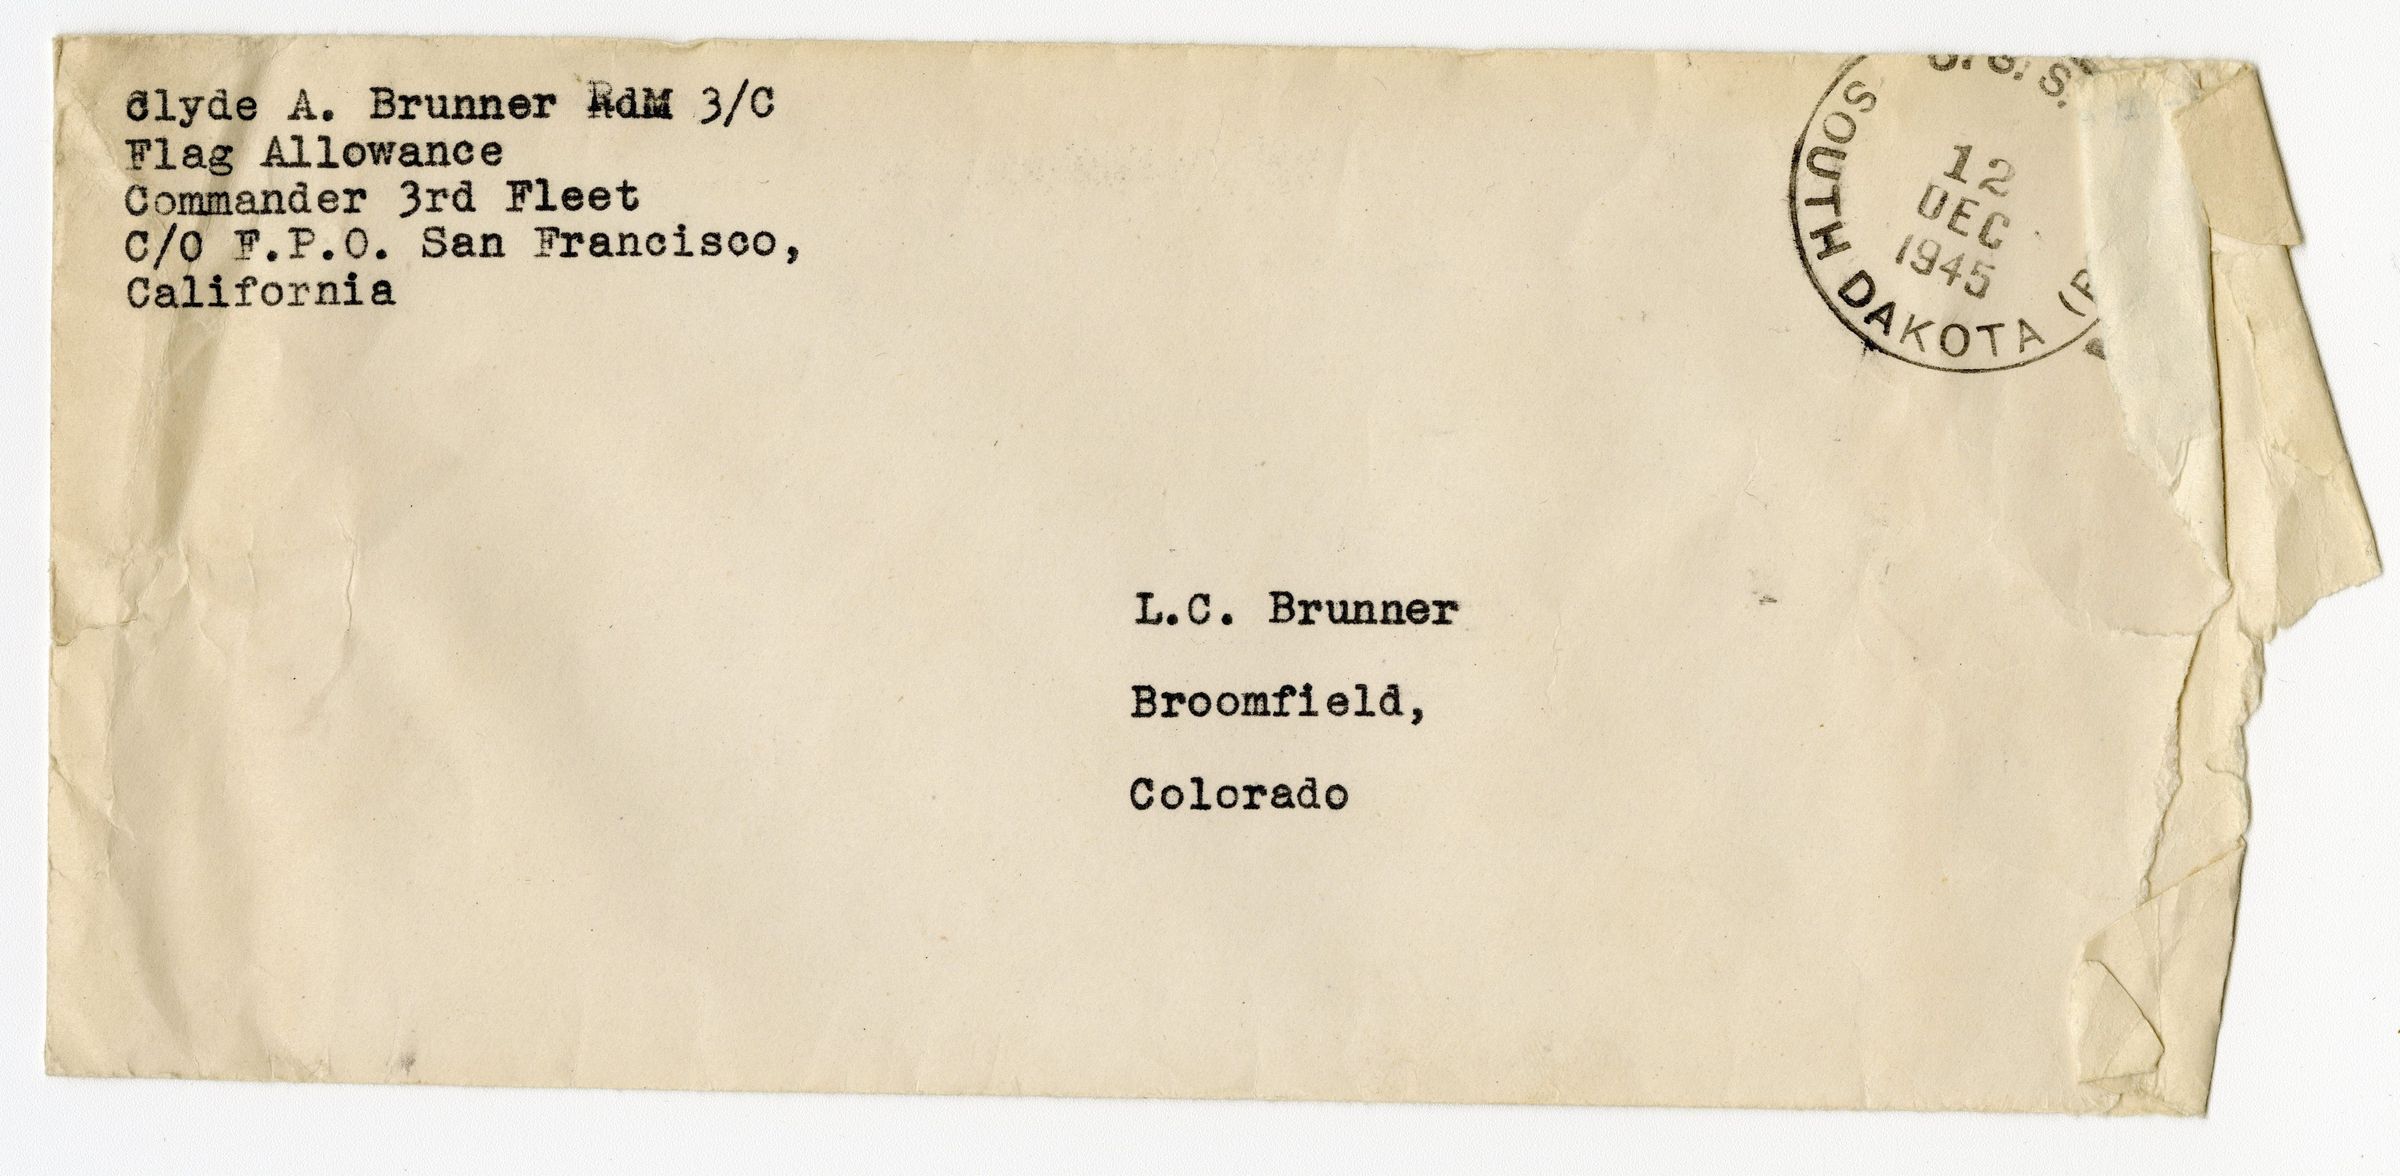 Clyde A. Brunner RdM 3/C
Flag Allowance
Commander 3rd Fleet
C/O F.P.O. San Francisco,
California
U.S.S.
SOUTH DAKOTA (
12
DEC
1945
L.C. Brunner
Broomfield,
Colorado